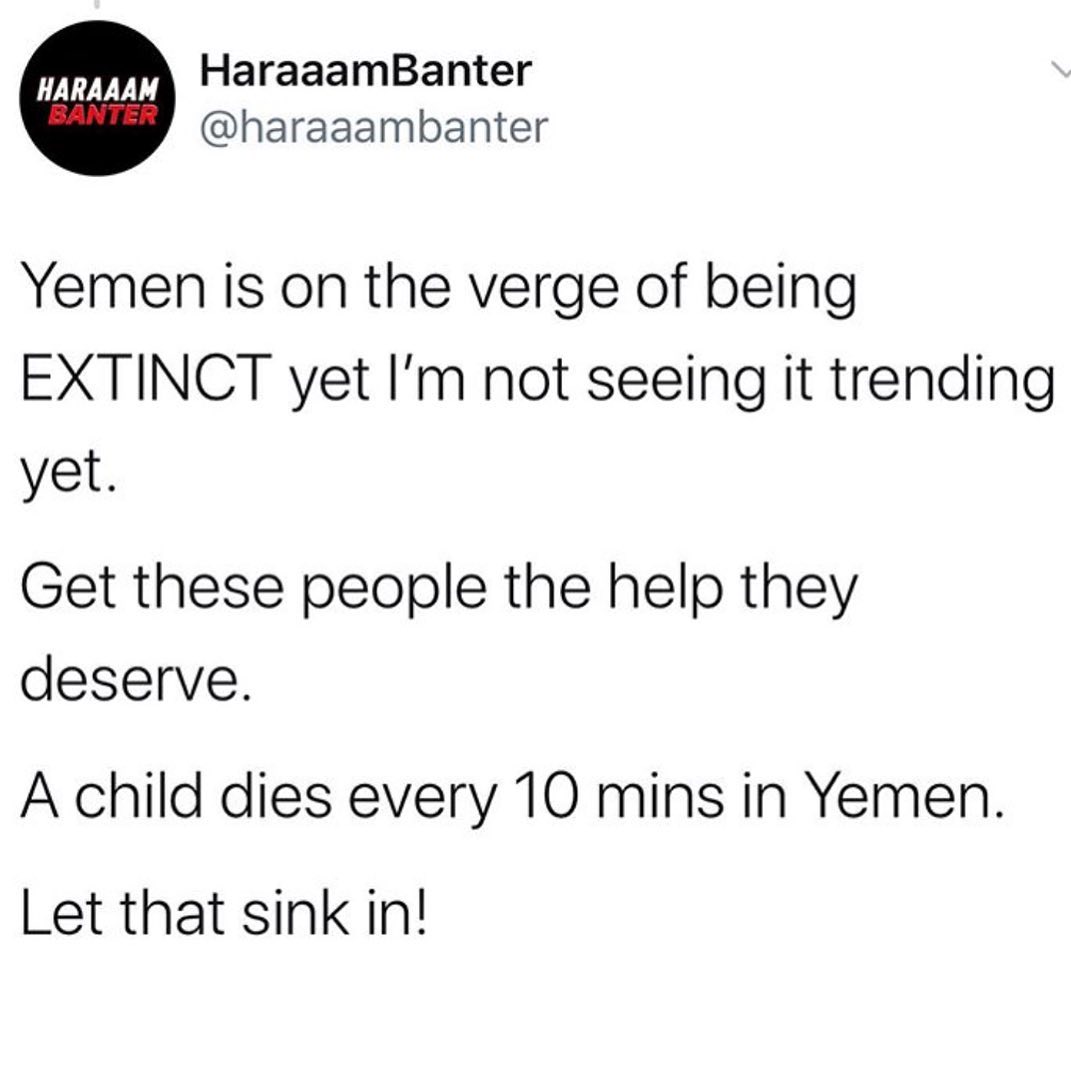 HARAAAM
BANTER
HaraaamBanter
@haraaambanter
Yemen is on the verge of being
EXTINCT yet I’m not seeing it trending
yet.
Get these people the help they
deserve.
A child dies every 10 mins in Yemen.
Let that sink in!